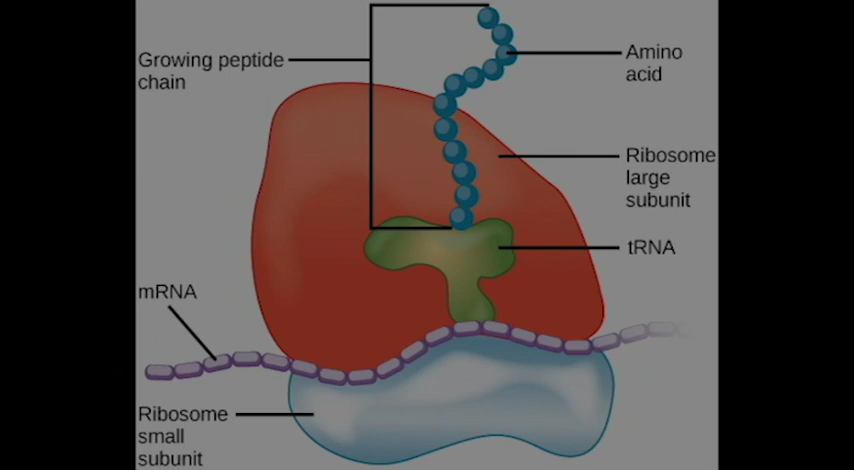 Growing peptide
chain
Amino
acid
Ribosome
large
subunit
tRNA
mRNA
Ribosome
small
subunit